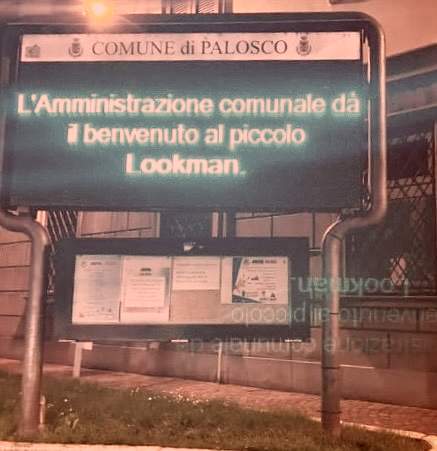 COMUNE di PALOSCO
L'Amministrazione comunale dà
il benvenuto al piccolo
Lookman.